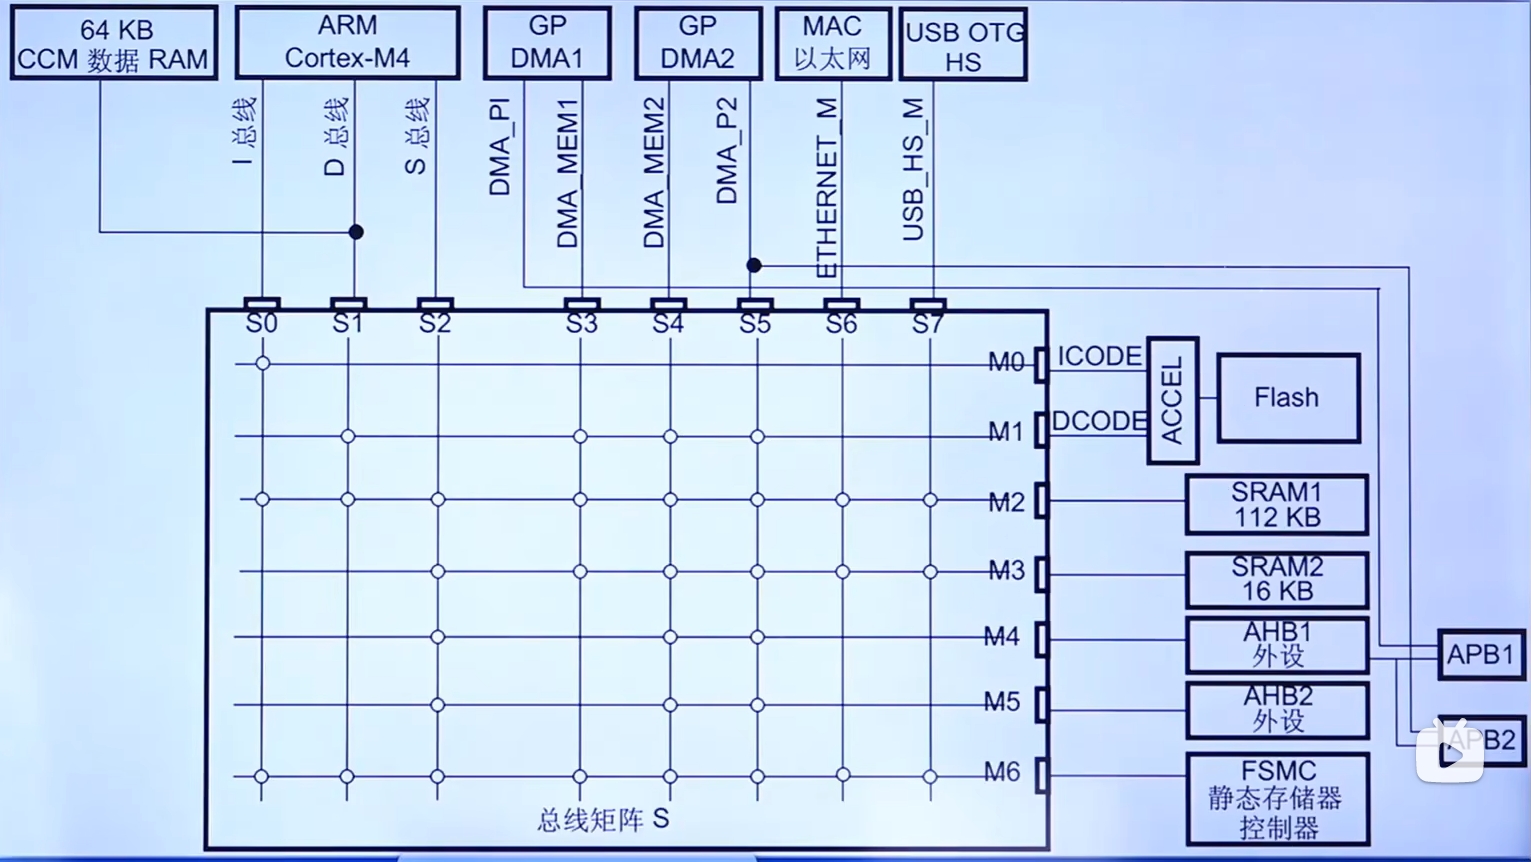 64 KB
CCM 数据 RAM
ARM
Cortex-M4
GP
DMA1
GP
DMA2
MAC
以太网
USB OTG
HS
I 总线
D 总线
S 总线
DMA_PI
DMA_MEM1
DMA_MEM2
DMA_P2
ETHERNET_M
USB_HS_M
S0
S1
S2
S3
S4
S5
S6
S7
M0
ICODE
M1
DCODE
ACCEL
Flash
M2
SRAM1
112 KB
M3
SRAM2
16 KB
M4
AHB1
外设
APB1
M5
AHB2
外设
APB2
M6
FSMC
静态存储器
控制器
总线矩阵 S